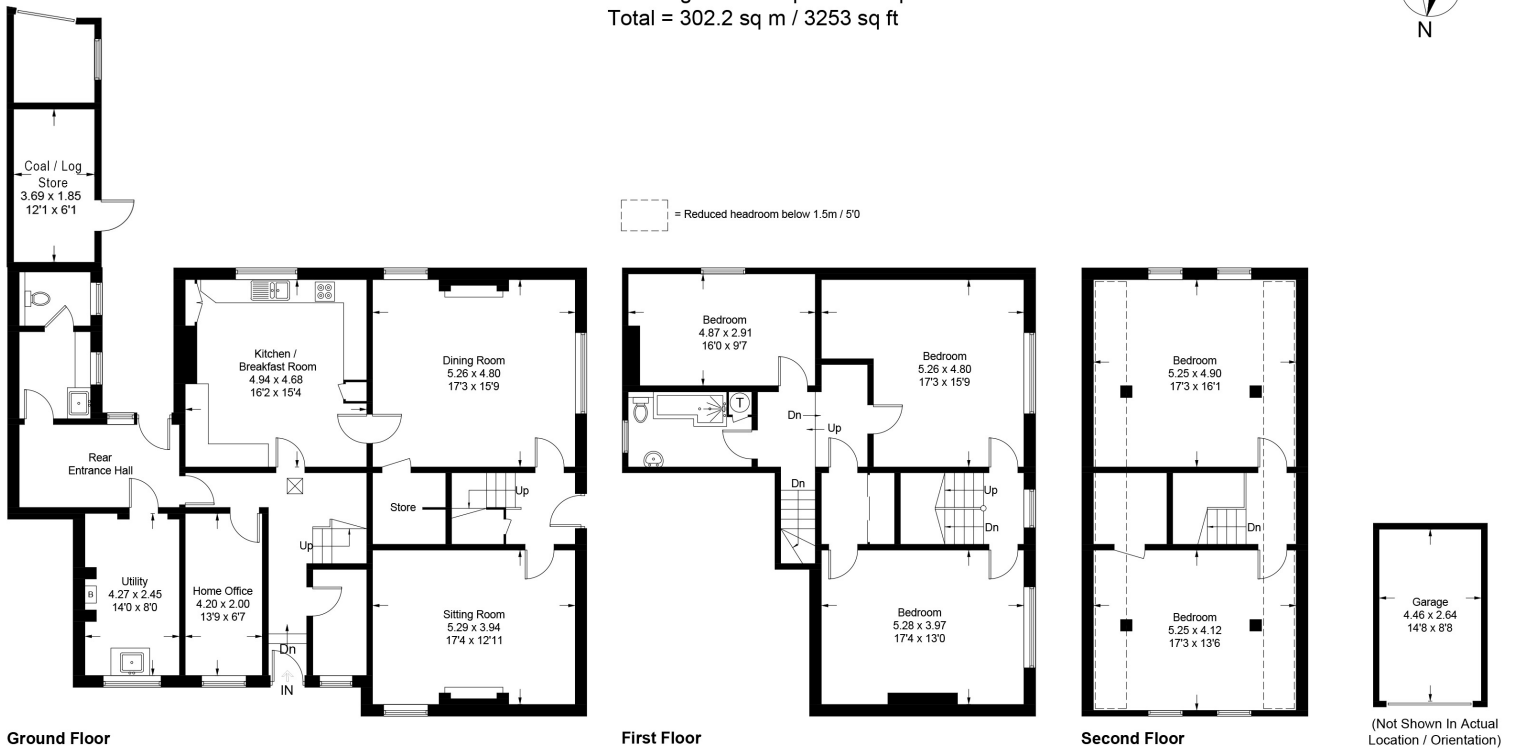 Total = 302.2 sq m / 3253 sq ft
N
Coal / Log
Store
3.69 x 1.85
12'1 x 6'1
= Reduced headroom below 1.5m / 5'0
Kitchen /
Breakfast Room
4.94 x 4.68
16'2 x 15'4
Dining Room
5.26 x 4.80
17'3 x 15'9
Rear
Entrance Hall
Store
Up
Up
Utility
4.27 x 2.45
14'0 x 8'0
B
Home Office
4.20 x 2.00
13'9 x 6'7
Sitting Room
5.29 x 3.94
17'4 x 12'11
Dn
IN
Ground Floor
Bedroom
4.87 x 2.91
16'0 x 9'7
Bedroom
5.26 x 4.80
17'3 x 15'9
T
Dn
Up
Dn
Up
Dn
Bedroom
5.28 x 3.97
17'4 x 13'0
First Floor
Bedroom
5.25 x 4.90
17'3 x 16'1
Dn
Bedroom
5.25 x 4.12
17'3 x 13'6
Second Floor
Garage
4.46 x 2.64
14'8 x 8'8
(Not Shown In Actual
Location / Orientation)